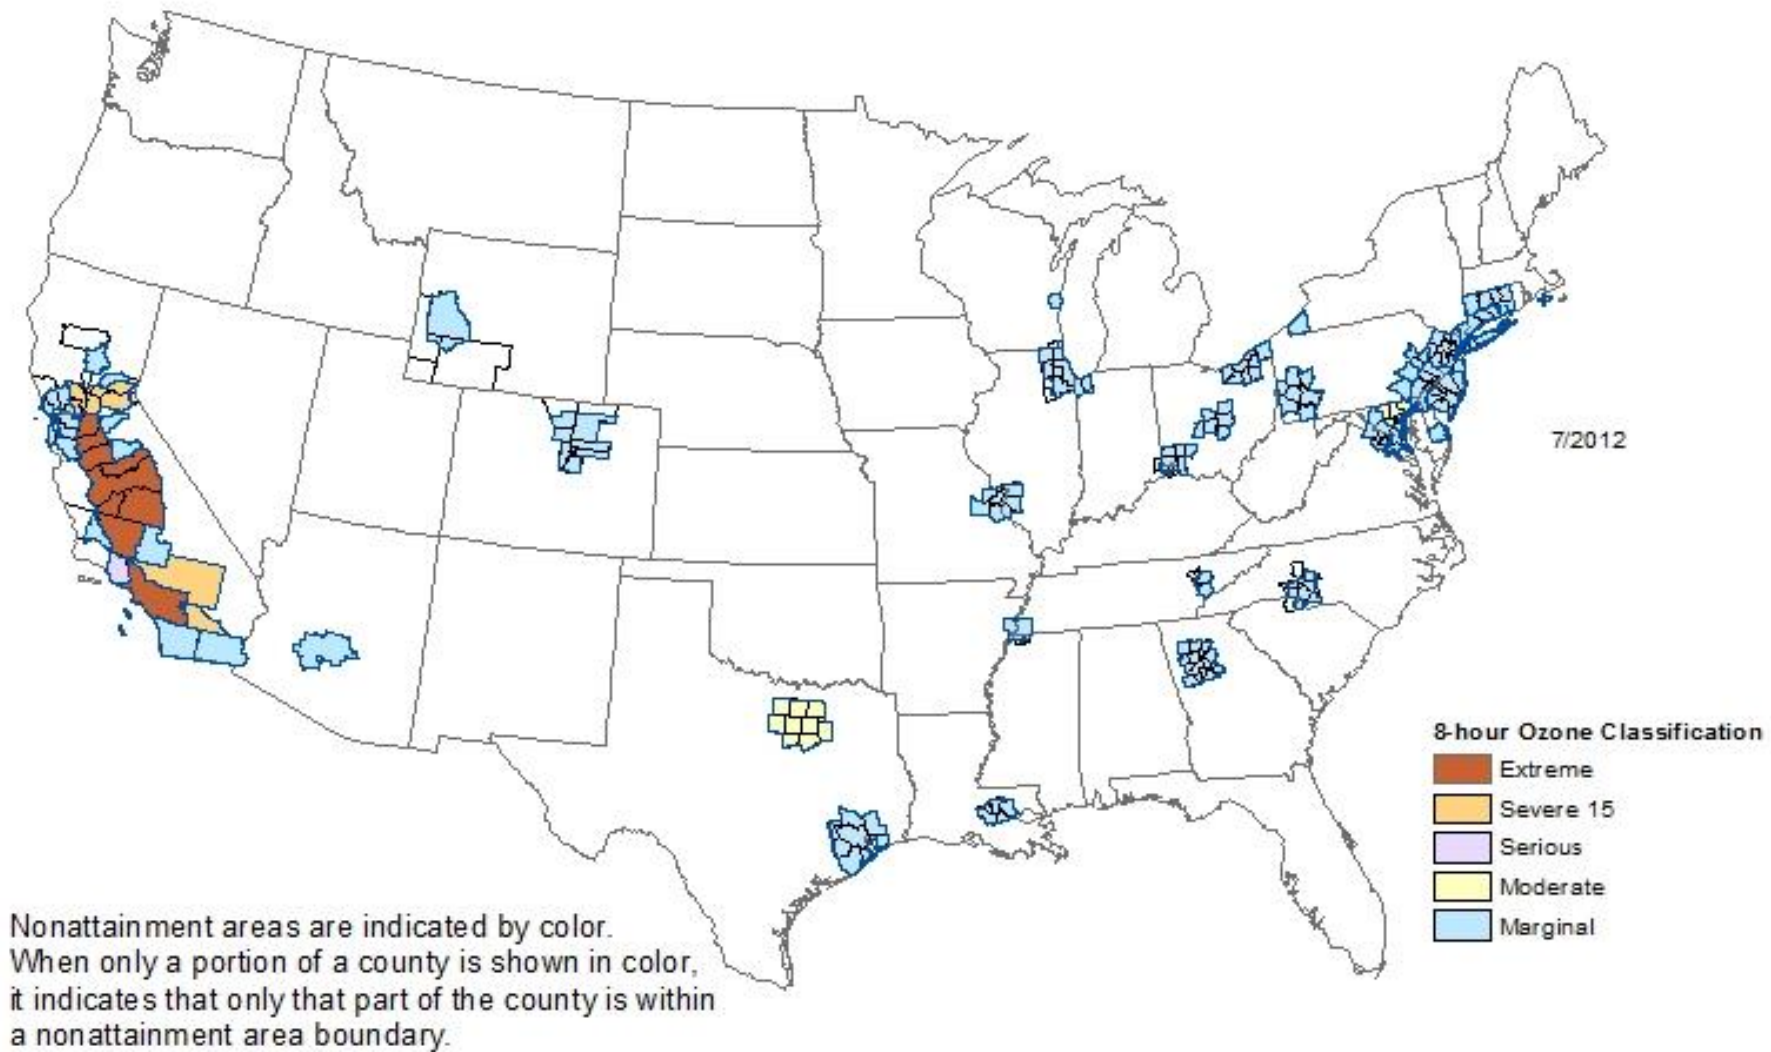 7/2012
8-hour Ozone Classification
Extreme
Severe 15
Serious
Moderate
Marginal
Nonattainment areas are indicated by color.
When only a portion of a county is shown in color,
it indicates that only that part of the county is within
a nonattainment area boundary.